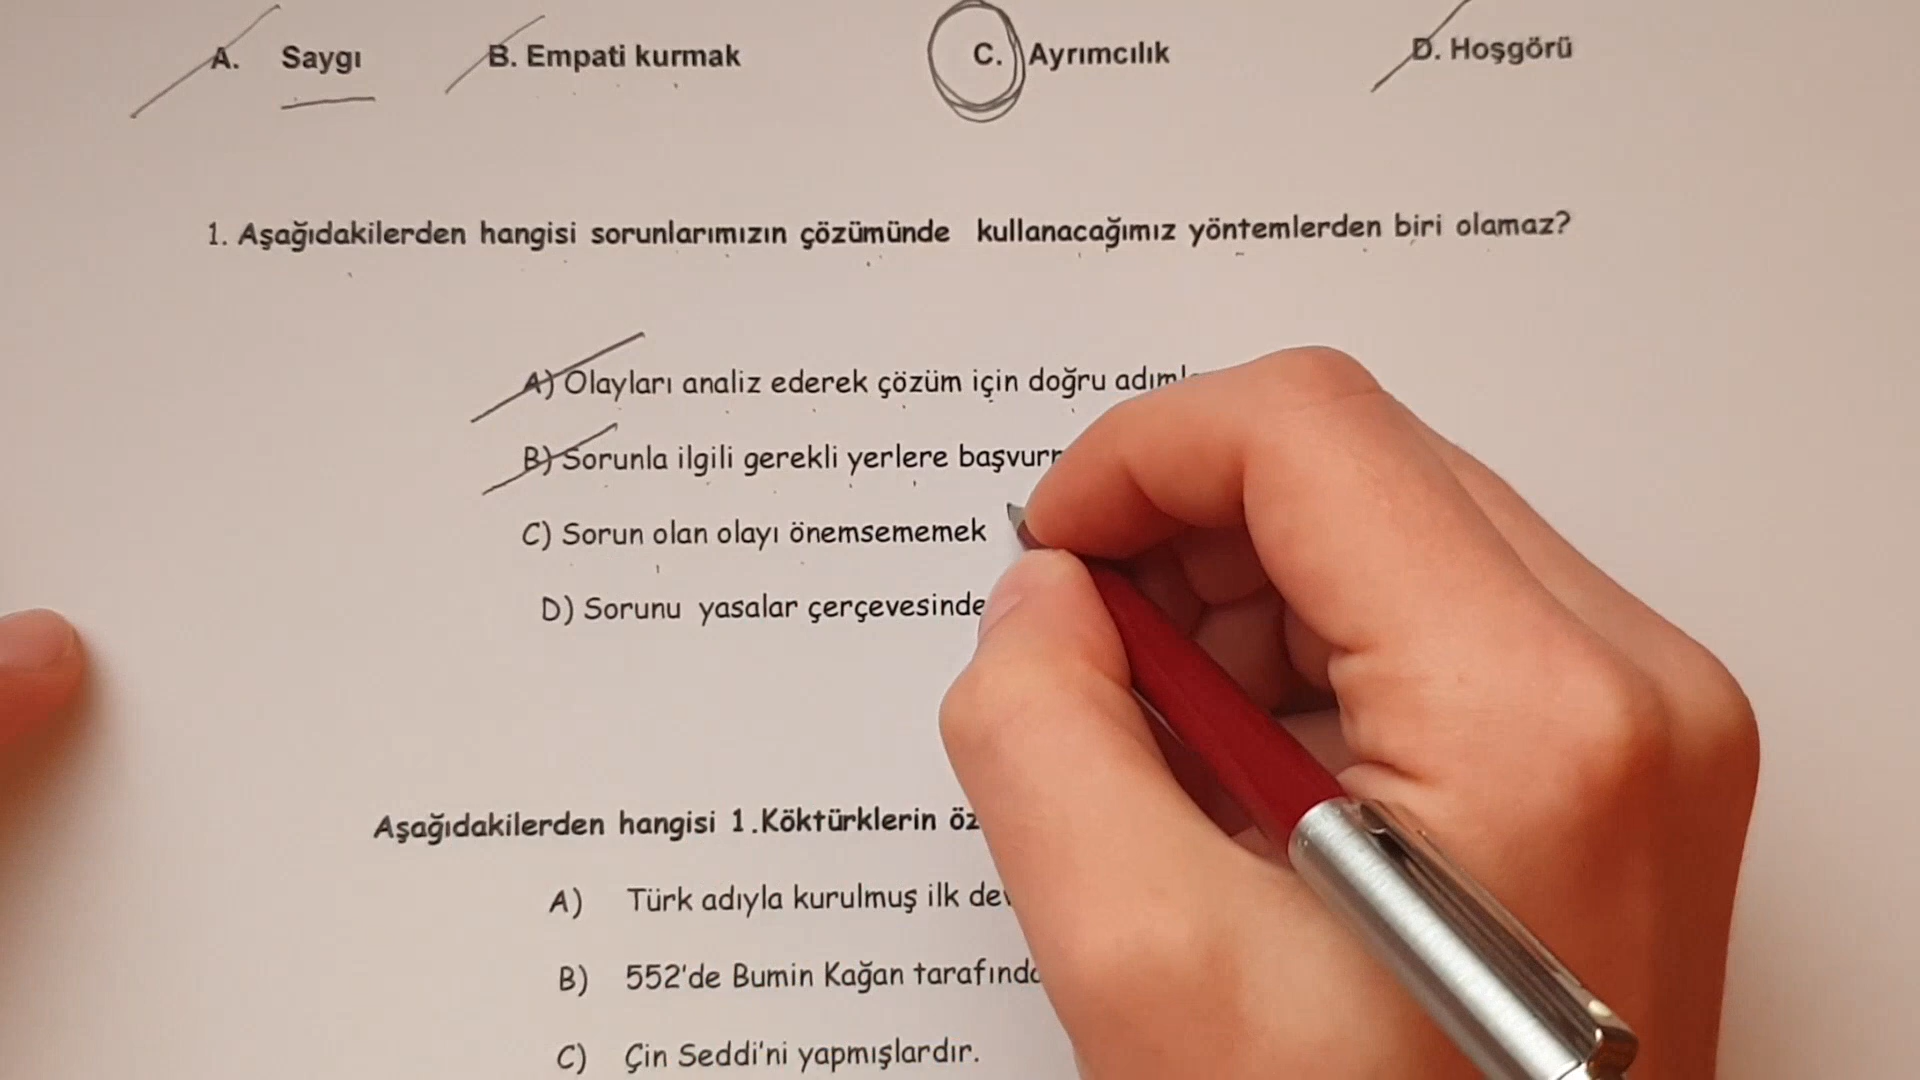 A. Saygı B. Empati kurmak C. Ayrımcılık D. Hoşgörü
1. Aşağıdakilerden hangisi sorunlarımızın çözümünde kullanacağımız yöntemlerden biri olamaz?
A) Olayları analiz ederek çözüm için doğru
B) Sorunla ilgili gerekli yerlere
C) Sorun olan olayı önemsememek
D) Sorunu yasalar çerçevesinde
Aşağıdakilerden hangisi 1.Köktürklerin
A) Türk adıyla kurulmuş ilk
B) 552'de Bumin Kağan
C) Çin Seddi'ni yapmışlardır.